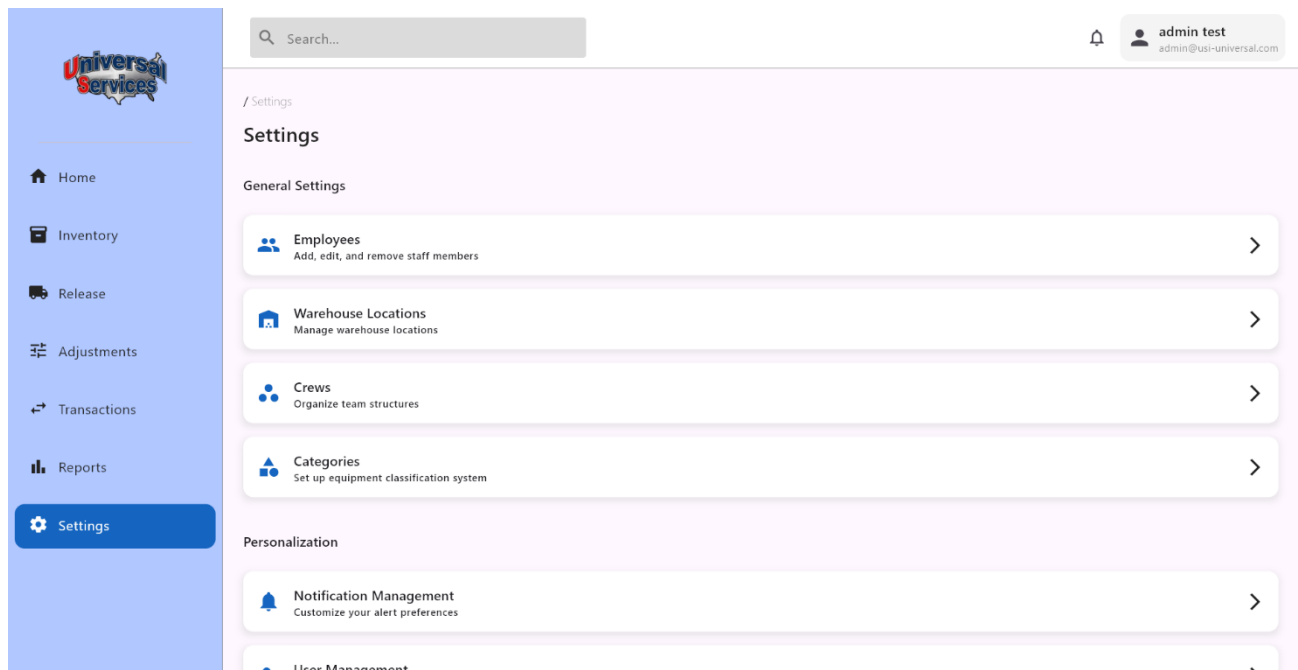 Universal
Services
Home
Inventory
Release
Adjustments
Transactions
Reports
Settings
Search...
admin test
admin@usi-universal.com
/ Settings
Settings
General Settings
Employees
Add, edit, and remove staff members
Warehouse Locations
Manage warehouse locations
Crews
Organize team structures
Categories
Set up equipment classification system
Personalization
Notification Management
Customize your alert preferences
User Management